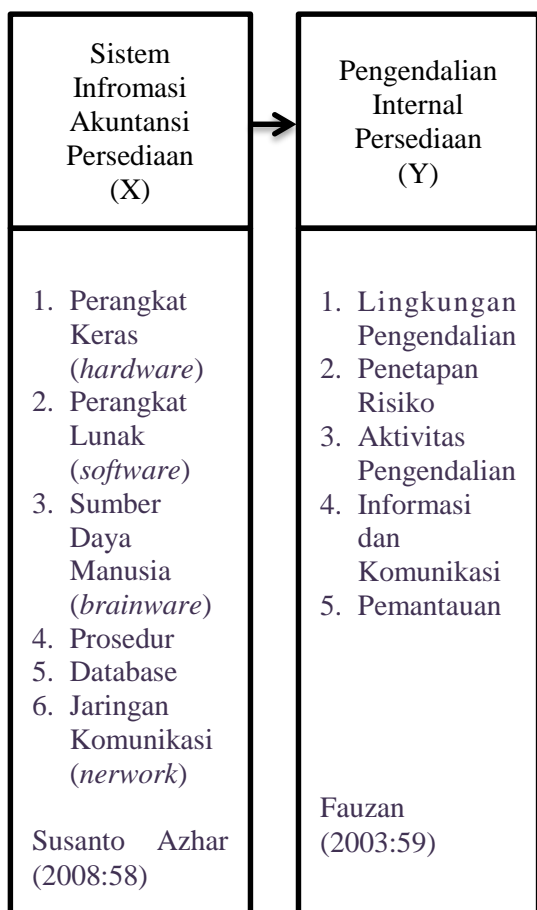 Sistem
Infromasi
Akuntansi
Persediaan
(X)
Pengendalian
Internal
Persediaan
(Y)
1. Perangkat
Keras
(hardware)
2. Perangkat
Lunak
(software)
3. Sumber
Daya
Manusia
(brainware)
4. Prosedur
5. Database
6. Jaringan
Komunikasi
(nerwork)
Susanto Azhar
(2008:58)
1. Lingkungan
Pengendalian
2. Penetapan
Risiko
3. Aktivitas
Pengendalian
4. Informasi
dan
Komunikasi
5. Pemantauan
Fauzan
(2003:59)